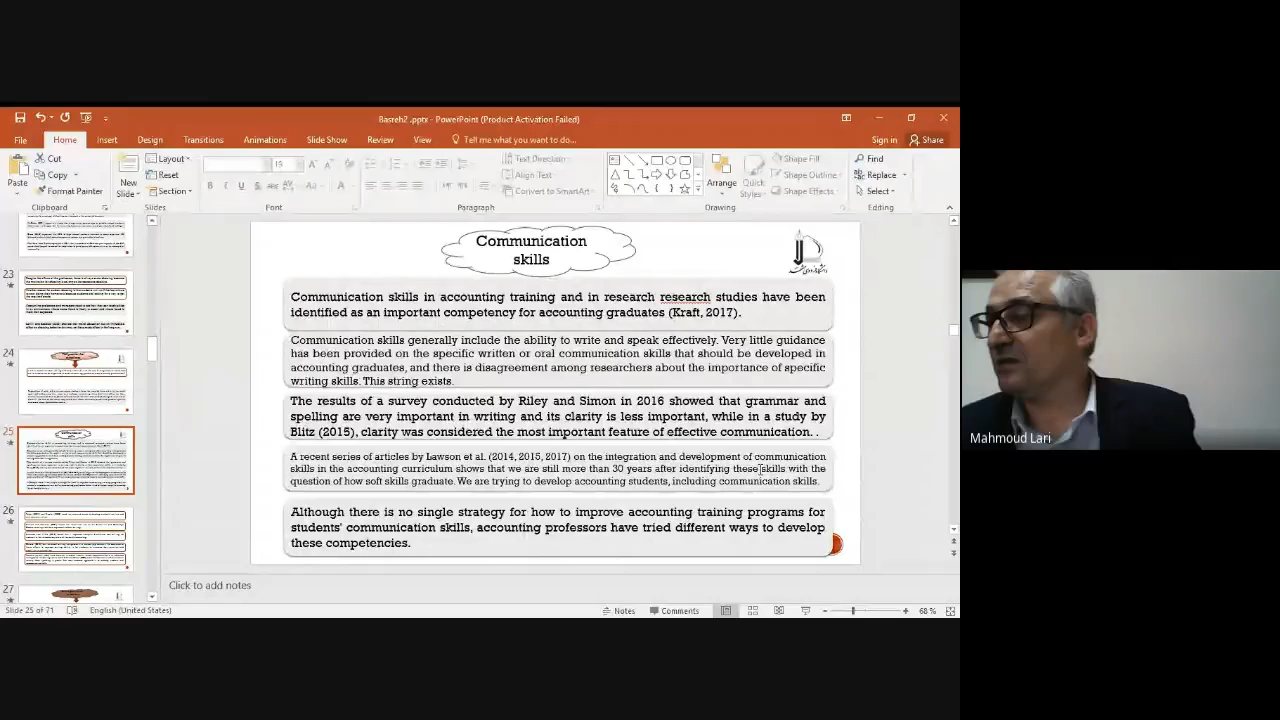 Basreh2 .pptx - PowerPoint (Product Activation Failed)
File Home Insert Design Transitions Animations Slide Show Review View Tell me what you want to do... Sign in Share
Cut Layout Text Direction Shape Fill Find
Copy Reset Align Text Shape Outline Replace
Paste Format Painter New Slide Section Convert to SmartArt Arrange Quick Styles Shape Effects Select
Clipboard Slides Font Paragraph Drawing Editing
Communication
skills
Communication skills in accounting training and in research research studies have been
identified as an important competency for accounting graduates (Kraft, 2017).
Communication skills generally include the ability to write and speak effectively. Very little guidance
has been provided on the specific written or oral communication skills that should be developed in
accounting graduates, and there is disagreement among researchers about the importance of specific
writing skills. This string exists.
The results of a survey conducted by Riley and Simon in 2016 showed that grammar and
spelling are very important in writing and its clarity is less important, while in a study by
Blitz (2015), clarity was considered the most important feature of effective communication. .
A recent series of articles by Lawson et al. (2014, 2015, 2017) on the integration and development of communication
skills in the accounting curriculum shows that we are still more than 30 years after identifying these skills with the
question of how soft skills graduate. We are trying to develop accounting students, including communication skills.
Although there is no single strategy for how to improve accounting training programs for
students' communication skills, accounting professors have tried different ways to develop
these competencies.
23
24
25
26
27
Click to add notes
Slide 25 of 71 English (United States) Notes Comments 68 %
Mahmoud Lari